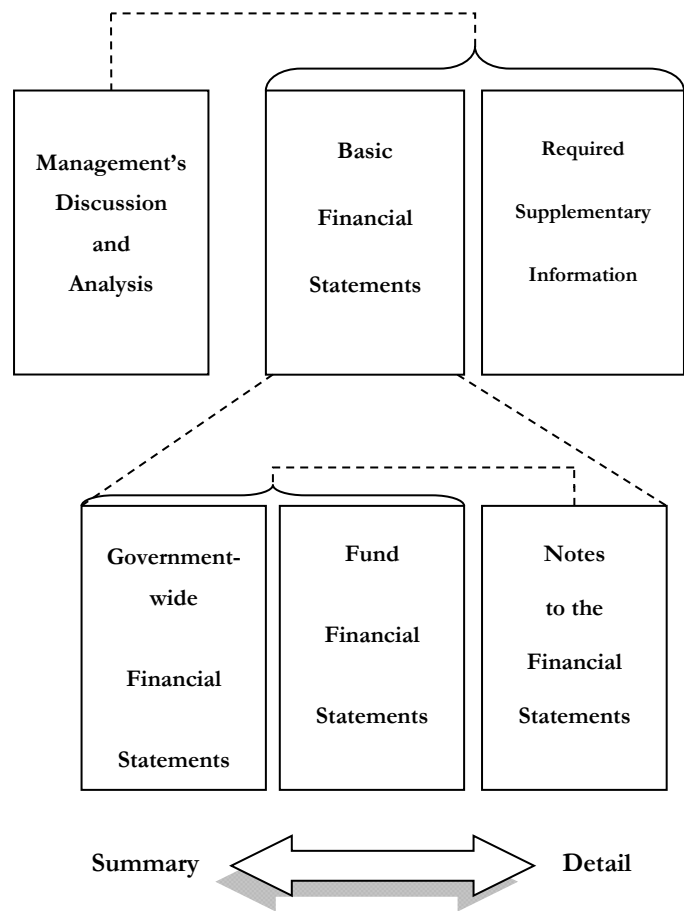 Management’s
Discussion
and
Analysis
Basic
Financial
Statements
Required
Supplementary
Information
Government-
wide
Financial
Statements
Fund
Financial
Statements
Notes
to the
Financial
Statements
Summary
Detail